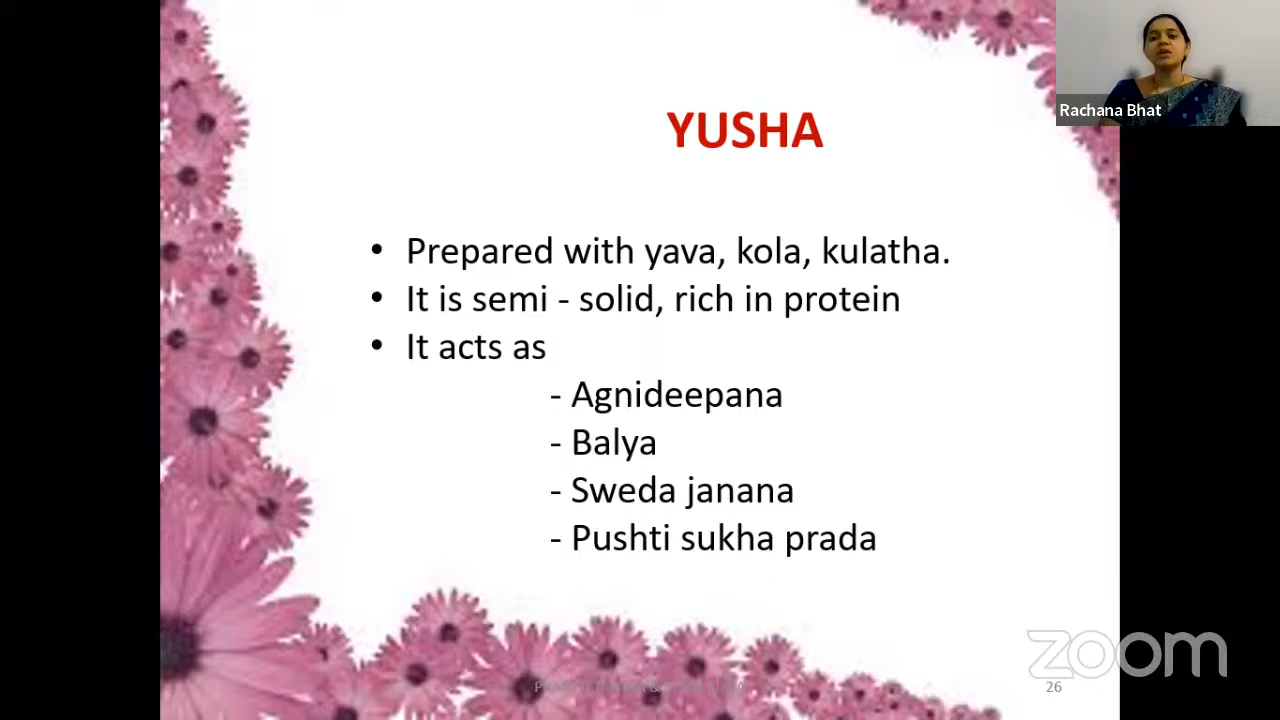 Rachana Bhat
YUSHA
• Prepared with yava, kola, kulatha.
• It is semi - solid, rich in protein
• It acts as
- Agnideepana
- Balya
- Sweda janana
- Pushti sukha prada
zoom
26